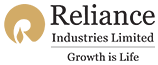 Reliance
Industries Limited
Growth is Life